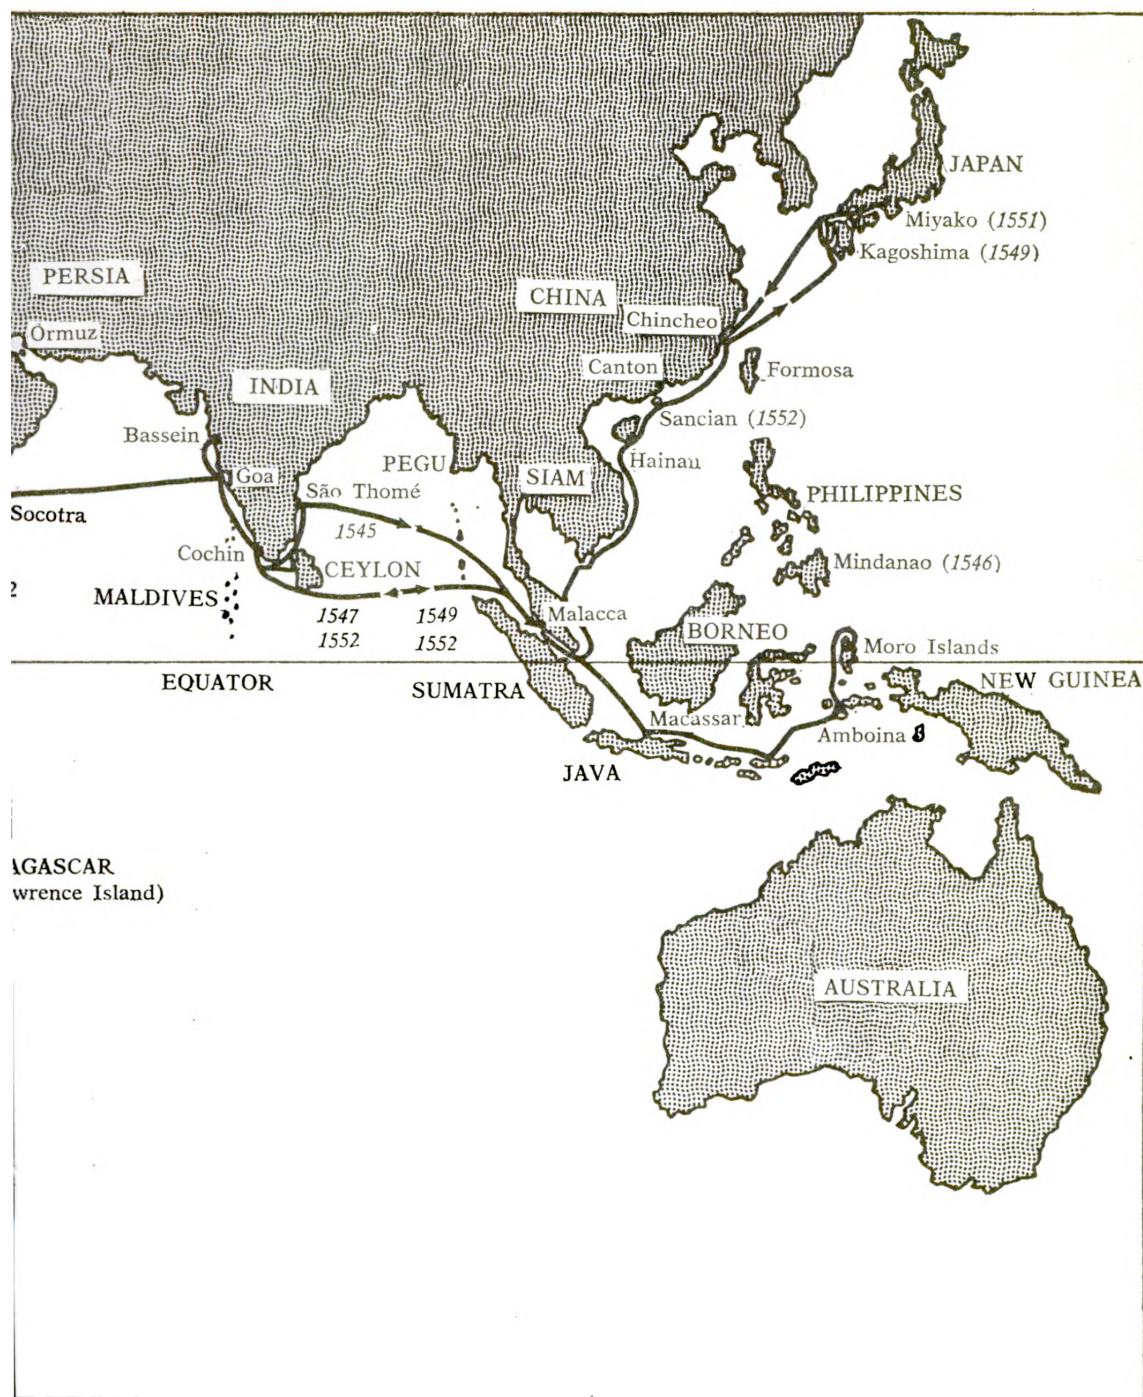 JAPAN
Miyako (1551)
Kagoshima (1549)
PERSIA
CHINA
Chincheo
Ormuz
Canton
Formosa
INDIA
Sancian (1552)
Bassein
PEGU
Hainau
Goa
SIAM
São Thomé
PHILIPPINES
Socotra
1545
Cochin
CEYLON
Mindanao (1546)
2
MALDIVES
1547
1549
Malacca
1552
1552
BORNEO
Moro Islands
EQUATOR
SUMATRA
NEW GUINEA
Macassar
Amboina
JAVA
AGASCAR
wrence Island)
AUSTRALIA